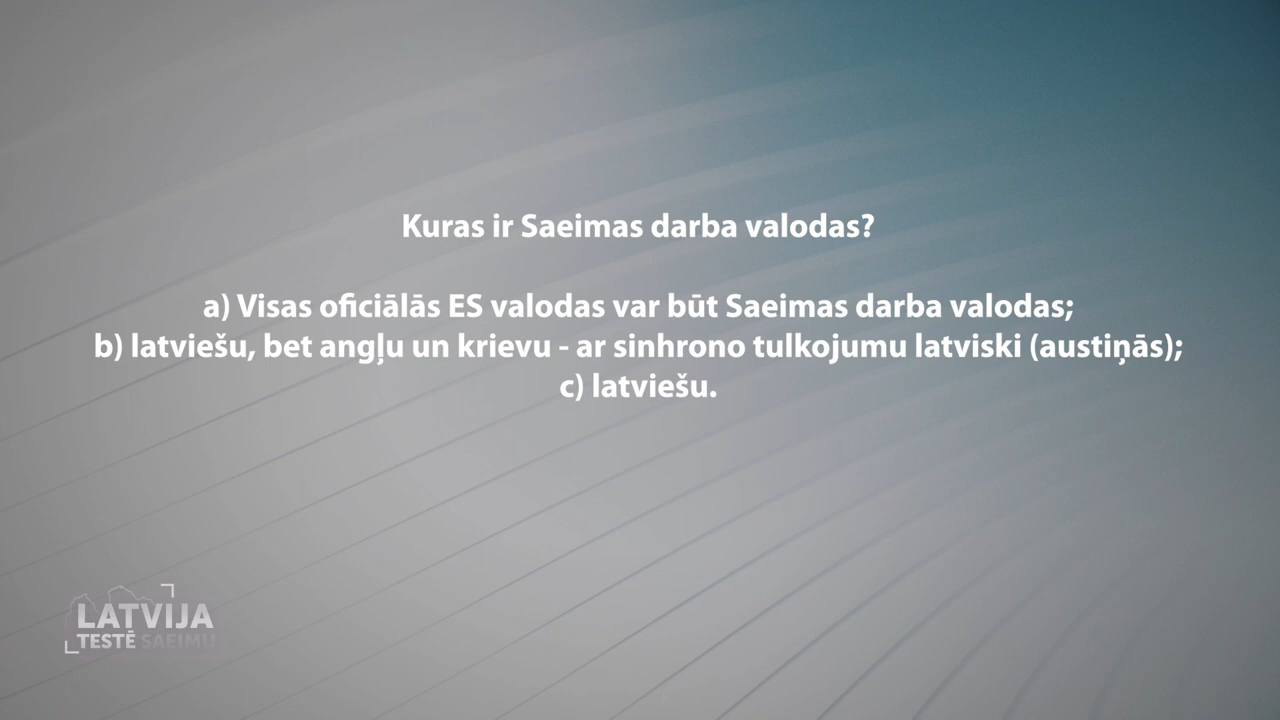 Kuras ir Saeimas darba valodas?
a) Visas oficiālās ES valodas var būt Saeimas darba valodas;
b) latviešu, bet angļu un krievu - ar sinhrono tulkojumu latviski (austiņās);
c) latviešu.
LATVIJA
TESTĒ SAEIMU